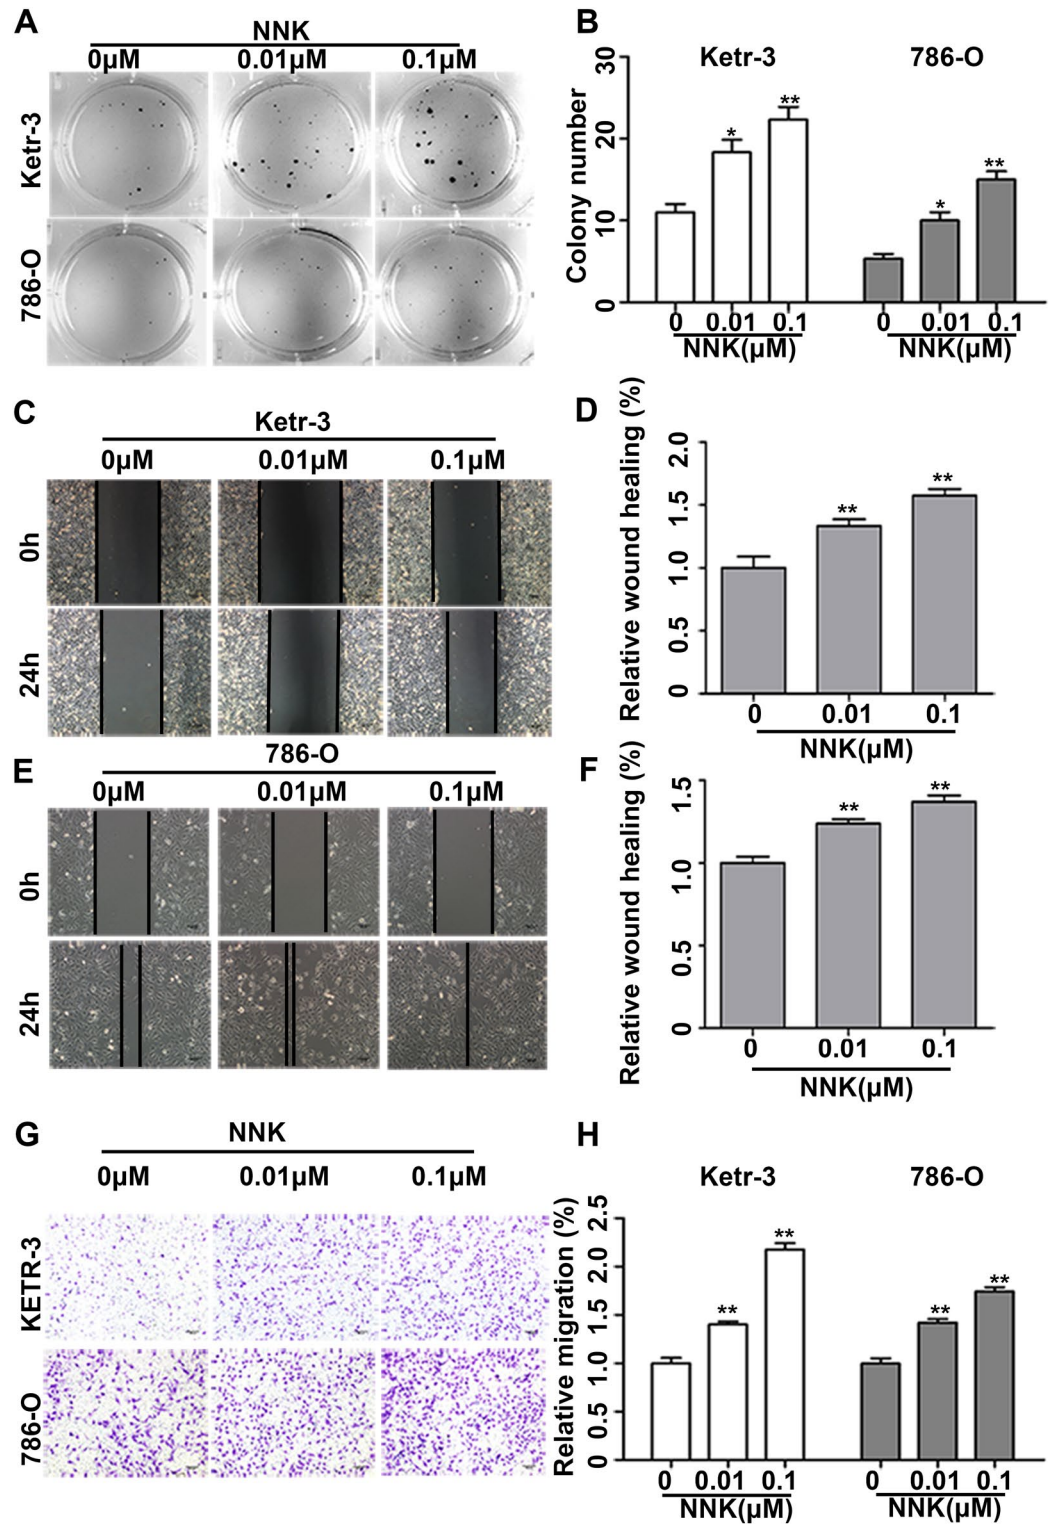 A
NNK
0µM 0.01µM 0.1µM
Ketr-3
786-O
B
Ketr-3 786-O
Colony number
30
20
10
0
* ** * **
0 0.01 0.1 0 0.01 0.1
NNK(µM) NNK(µM)
C
Ketr-3
0µM 0.01µM 0.1µM
0h
24h
D
Relative wound healing (%)
2.0
1.5
1.0
0.5
0
** **
0 0.01 0.1
NNK(µM)
E
786-O
0µM 0.01µM 0.1µM
0h
24h
F
Relative wound healing (%)
1.5
1.0
0.5
0
** **
0 0.01 0.1
NNK(µM)
G
NNK
0µM 0.01µM 0.1µM
KETR-3
786-O
H
Ketr-3 786-O
Relative migration (%)
2.5
2.0
1.5
1.0
0.5
0
** ** ** **
0 0.01 0.1 0 0.01 0.1
NNK(µM) NNK(µM)